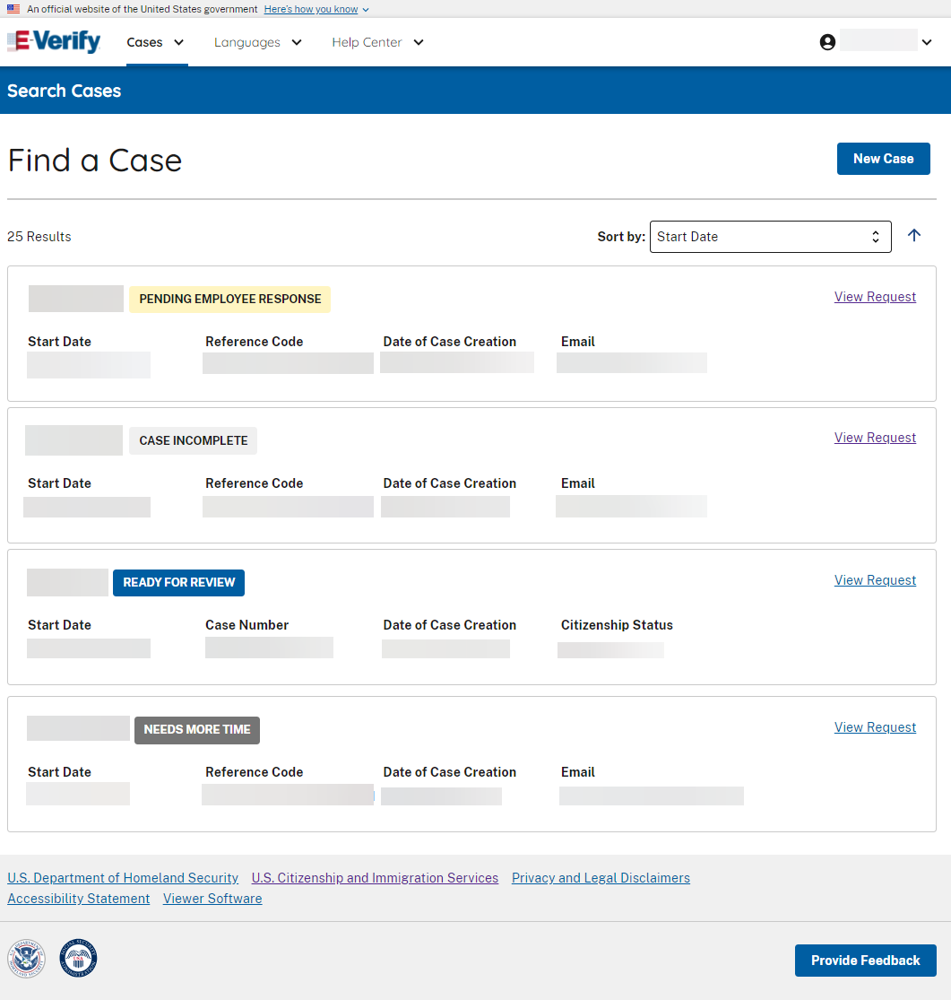 An official website of the United States government Here's how you know
E-Verify Cases Languages Help Center
Search Cases
Find a Case
New Case
25 Results
Sort by: Start Date
PENDING EMPLOYEE RESPONSE
View Request
Start Date Reference Code Date of Case Creation Email
CASE INCOMPLETE
View Request
Start Date Reference Code Date of Case Creation Email
READY FOR REVIEW
View Request
Start Date Case Number Date of Case Creation Citizenship Status
NEEDS MORE TIME
View Request
Start Date Reference Code Date of Case Creation Email
U.S. Department of Homeland Security U.S. Citizenship and Immigration Services Privacy and Legal Disclaimers
Accessibility Statement Viewer Software
Provide Feedback